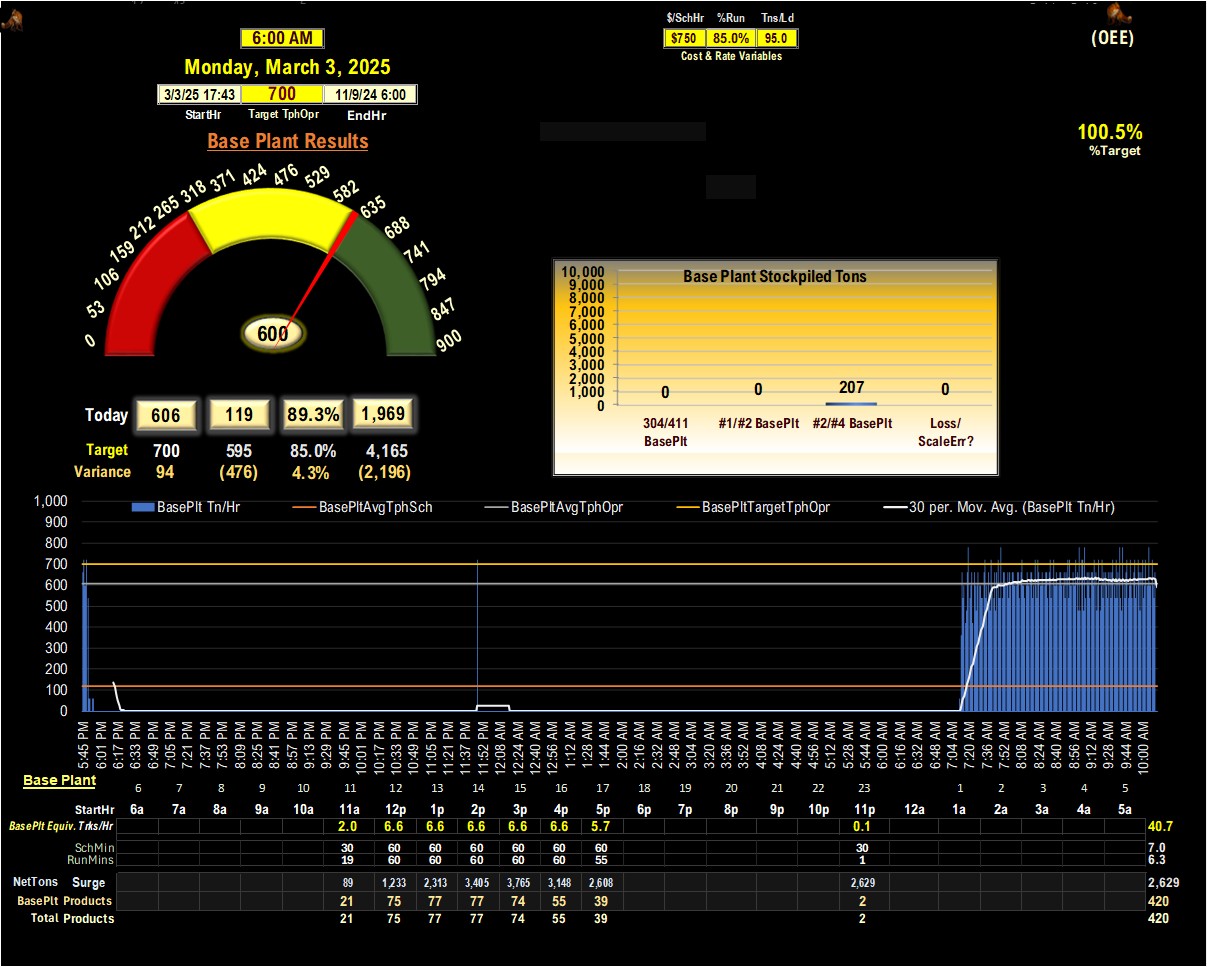 $/SchHr %Run Tns/Ld
6:00 AM
$750 85.0% 95.0
(OEE)
Cost & Rate Variables
Monday, March 3, 2025
3/3/25 17:43 700 11/9/24 6:00
StartHr Target TphOpr EndHr
Base Plant Results
100.5%
%Target
0 53 106 159 212 265 318 371 424 476 529 582 635 688 741 794 847 900
600
Base Plant Stockpiled Tons
10,000
9,000
8,000
7,000
6,000
5,000
4,000
3,000
2,000
1,000
0
0 0 207 0
304/411 BasePlt
#1/#2 BasePlt
#2/#4 BasePlt
Loss/ ScaleErr?
Today 606 119 89.3% 1,969
Target 700 595 85.0% 4,165
Variance 94 (476) 4.3% (2,196)
BasePlt Tn/Hr BasePltAvgTphSch BasePltAvgTphOpr BasePltTargetTphOpr 30 per. Mov. Avg. (BasePlt Tn/Hr)
1,000
900
800
700
600
500
400
300
200
100
0
5:45 PM 6:01 PM 6:17 PM 6:33 PM 6:49 PM 7:05 PM 7:21 PM 7:37 PM 7:53 PM 8:09 PM 8:25 PM 8:41 PM 8:57 PM 9:13 PM 9:29 PM 9:45 PM 10:01 PM 10:17 PM 10:33 PM 10:49 PM 11:05 PM 11:21 PM 11:37 PM 11:52 PM 12:08 AM 12:24 AM 12:40 AM 12:56 AM 1:12 AM 1:28 AM 1:44 AM 2:00 AM 2:16 AM 2:32 AM 2:48 AM 3:04 AM 3:20 AM 3:36 AM 3:52 AM 4:08 AM 4:24 AM 4:40 AM 4:56 AM 5:12 AM 5:28 AM 5:44 AM 6:00 AM 6:16 AM 6:32 AM 6:48 AM 7:04 AM 7:20 AM 7:36 AM 7:52 AM 8:08 AM 8:24 AM 8:40 AM 8:56 AM 9:12 AM 9:28 AM 9:44 AM 10:00 AM
Base Plant
6 7 8 9 10 11 12 13 14 15 16 17 18 19 20 21 22 23 1 2 3 4 5
StartHr 6a 7a 8a 9a 10a 11a 12p 1p 2p 3p 4p 5p 6p 7p 8p 9p 10p 11p 12a 1a 2a 3a 4a 5a
BasePlt Equiv. Trks/Hr 2.0 6.6 6.6 6.6 6.6 6.6 5.7 0.1 40.7
SchMin 30 60 60 60 60 60 60 30 7.0
RunMins 19 60 60 60 60 60 55 1 6.3
NetTons Surge 89 1,233 2,313 3,405 3,765 3,148 2,608 2,629 2,629
BasePlt Products 21 75 77 77 74 55 39 2 420
Total Products 21 75 77 77 74 55 39 2 420